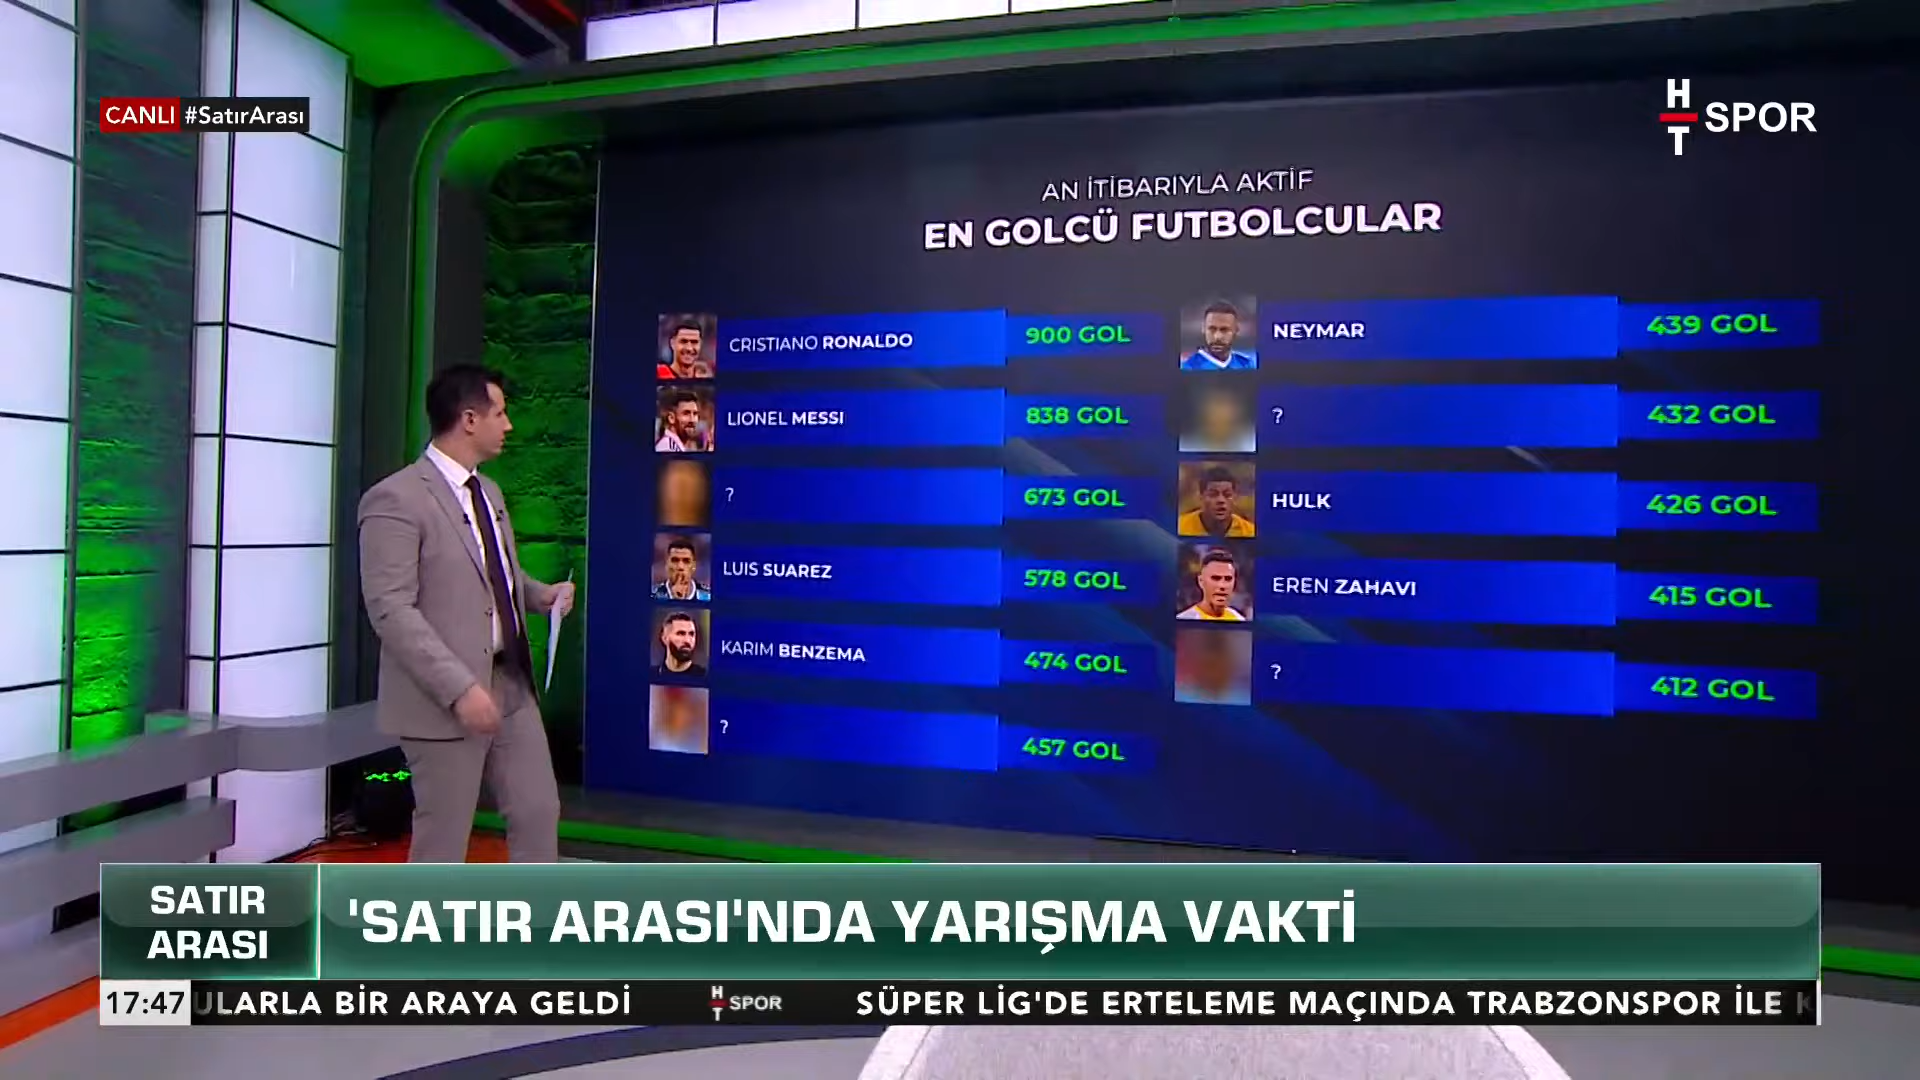 CANLI #SatırArası
H
T SPOR
AN İTİBARIYLA AKTİF
EN GOLCÜ FUTBOLCULAR
CRISTIANO RONALDO 900 GOL
LIONEL MESSI 838 GOL
? 673 GOL
LUIS SUAREZ 578 GOL
KARIM BENZEMA 474 GOL
? 457 GOL
NEYMAR 439 GOL
? 432 GOL
HULK 426 GOL
EREN ZAHAVI 415 GOL
? 412 GOL
SATIR
ARASI
'SATIR ARASI'NDA YARIŞMA VAKTİ
17:47 ULARLA BİR ARAYA GELDİ HT SPOR SÜPER LİG'DE ERTELEME MAÇINDA TRABZONSPOR İLE